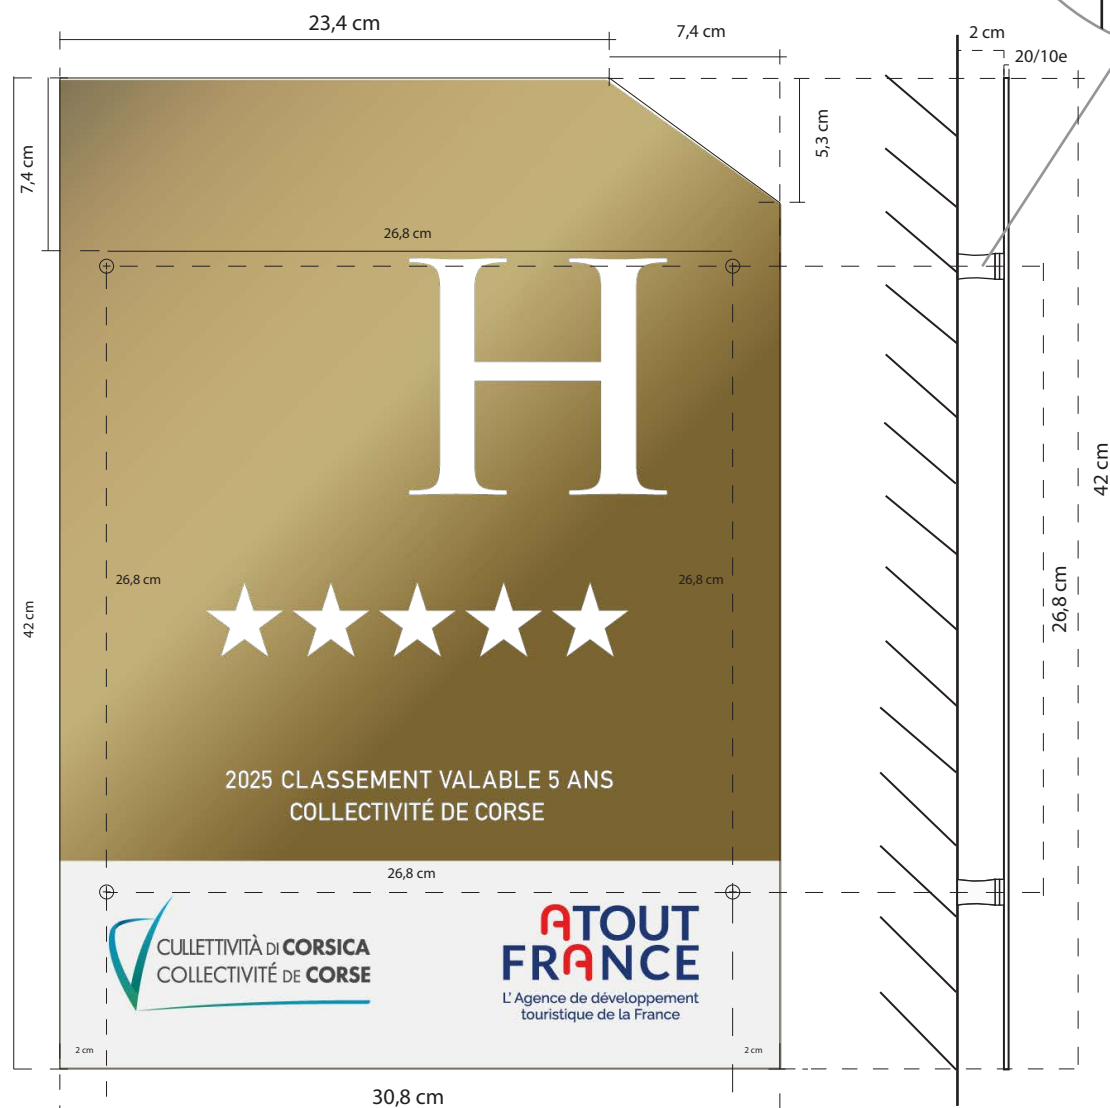 23,4 cm
7,4 cm
2 cm
20/10e
5,3 cm
7,4 cm
26,8 cm
H
42 cm
26,8 cm
26,8 cm
26,8 cm
42 cm
2025 CLASSEMENT VALABLE 5 ANS
COLLECTIVITÉ DE CORSE
26,8 cm
CULLETTIVITÀ DI CORSICA
COLLECTIVITÉ DE CORSE
ATOUT
FRANCE
L'Agence de développement
touristique de la France
2 cm
2 cm
30,8 cm